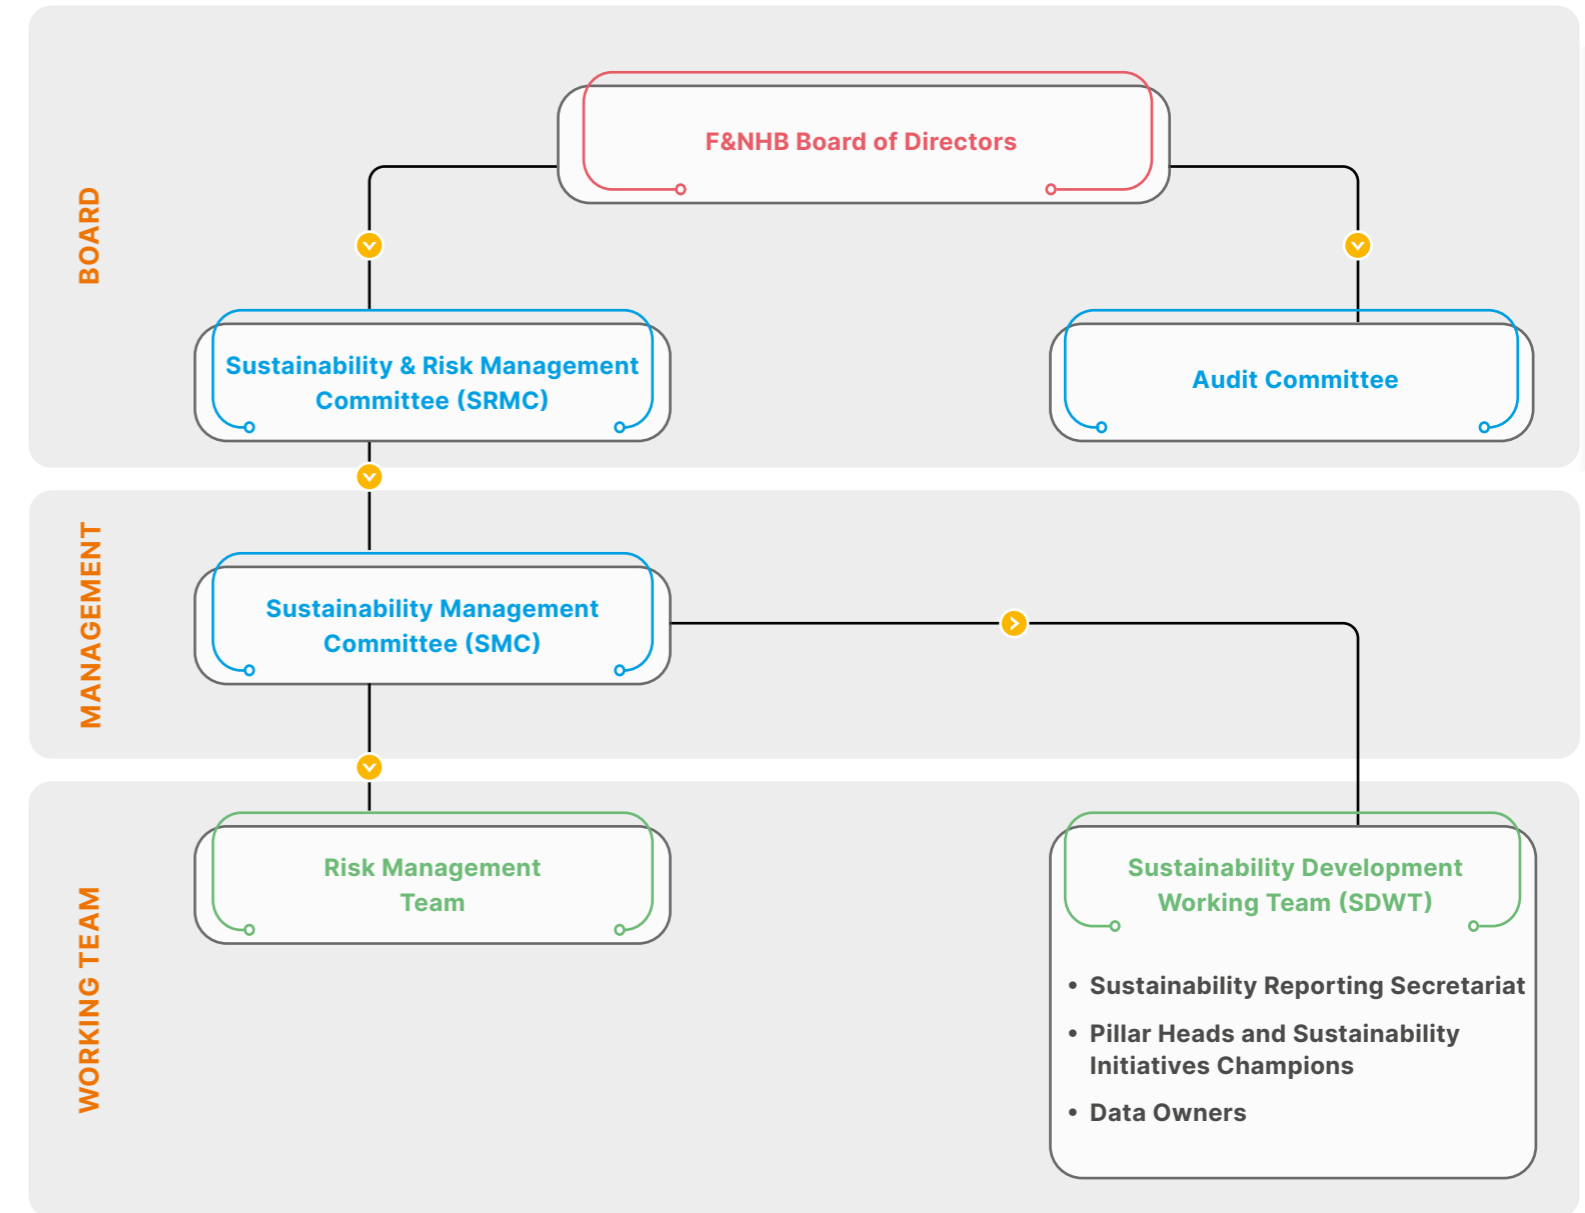 BOARD
F&NHB Board of Directors
Sustainability & Risk Management
Committee (SRMC)
Audit Committee
MANAGEMENT
Sustainability Management
Committee (SMC)
WORKING TEAM
Risk Management
Team
Sustainability Development
Working Team (SDWT)
• Sustainability Reporting Secretariat
• Pillar Heads and Sustainability
Initiatives Champions
• Data Owners